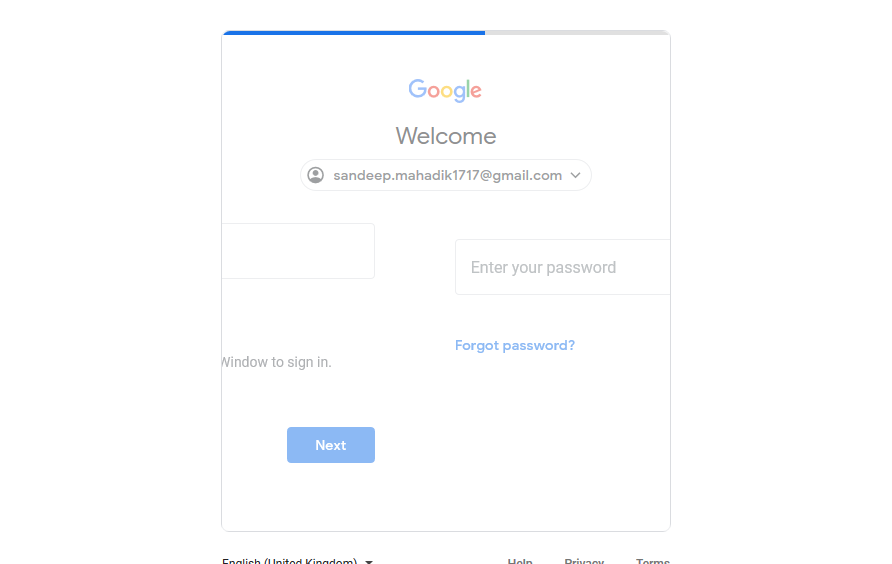 Google
Welcome
sandeep.mahadik1717@gmail.com
Enter your password
Forgot password?
Window to sign in.
Next
English (United Kingdom)
Help Privacy Terms